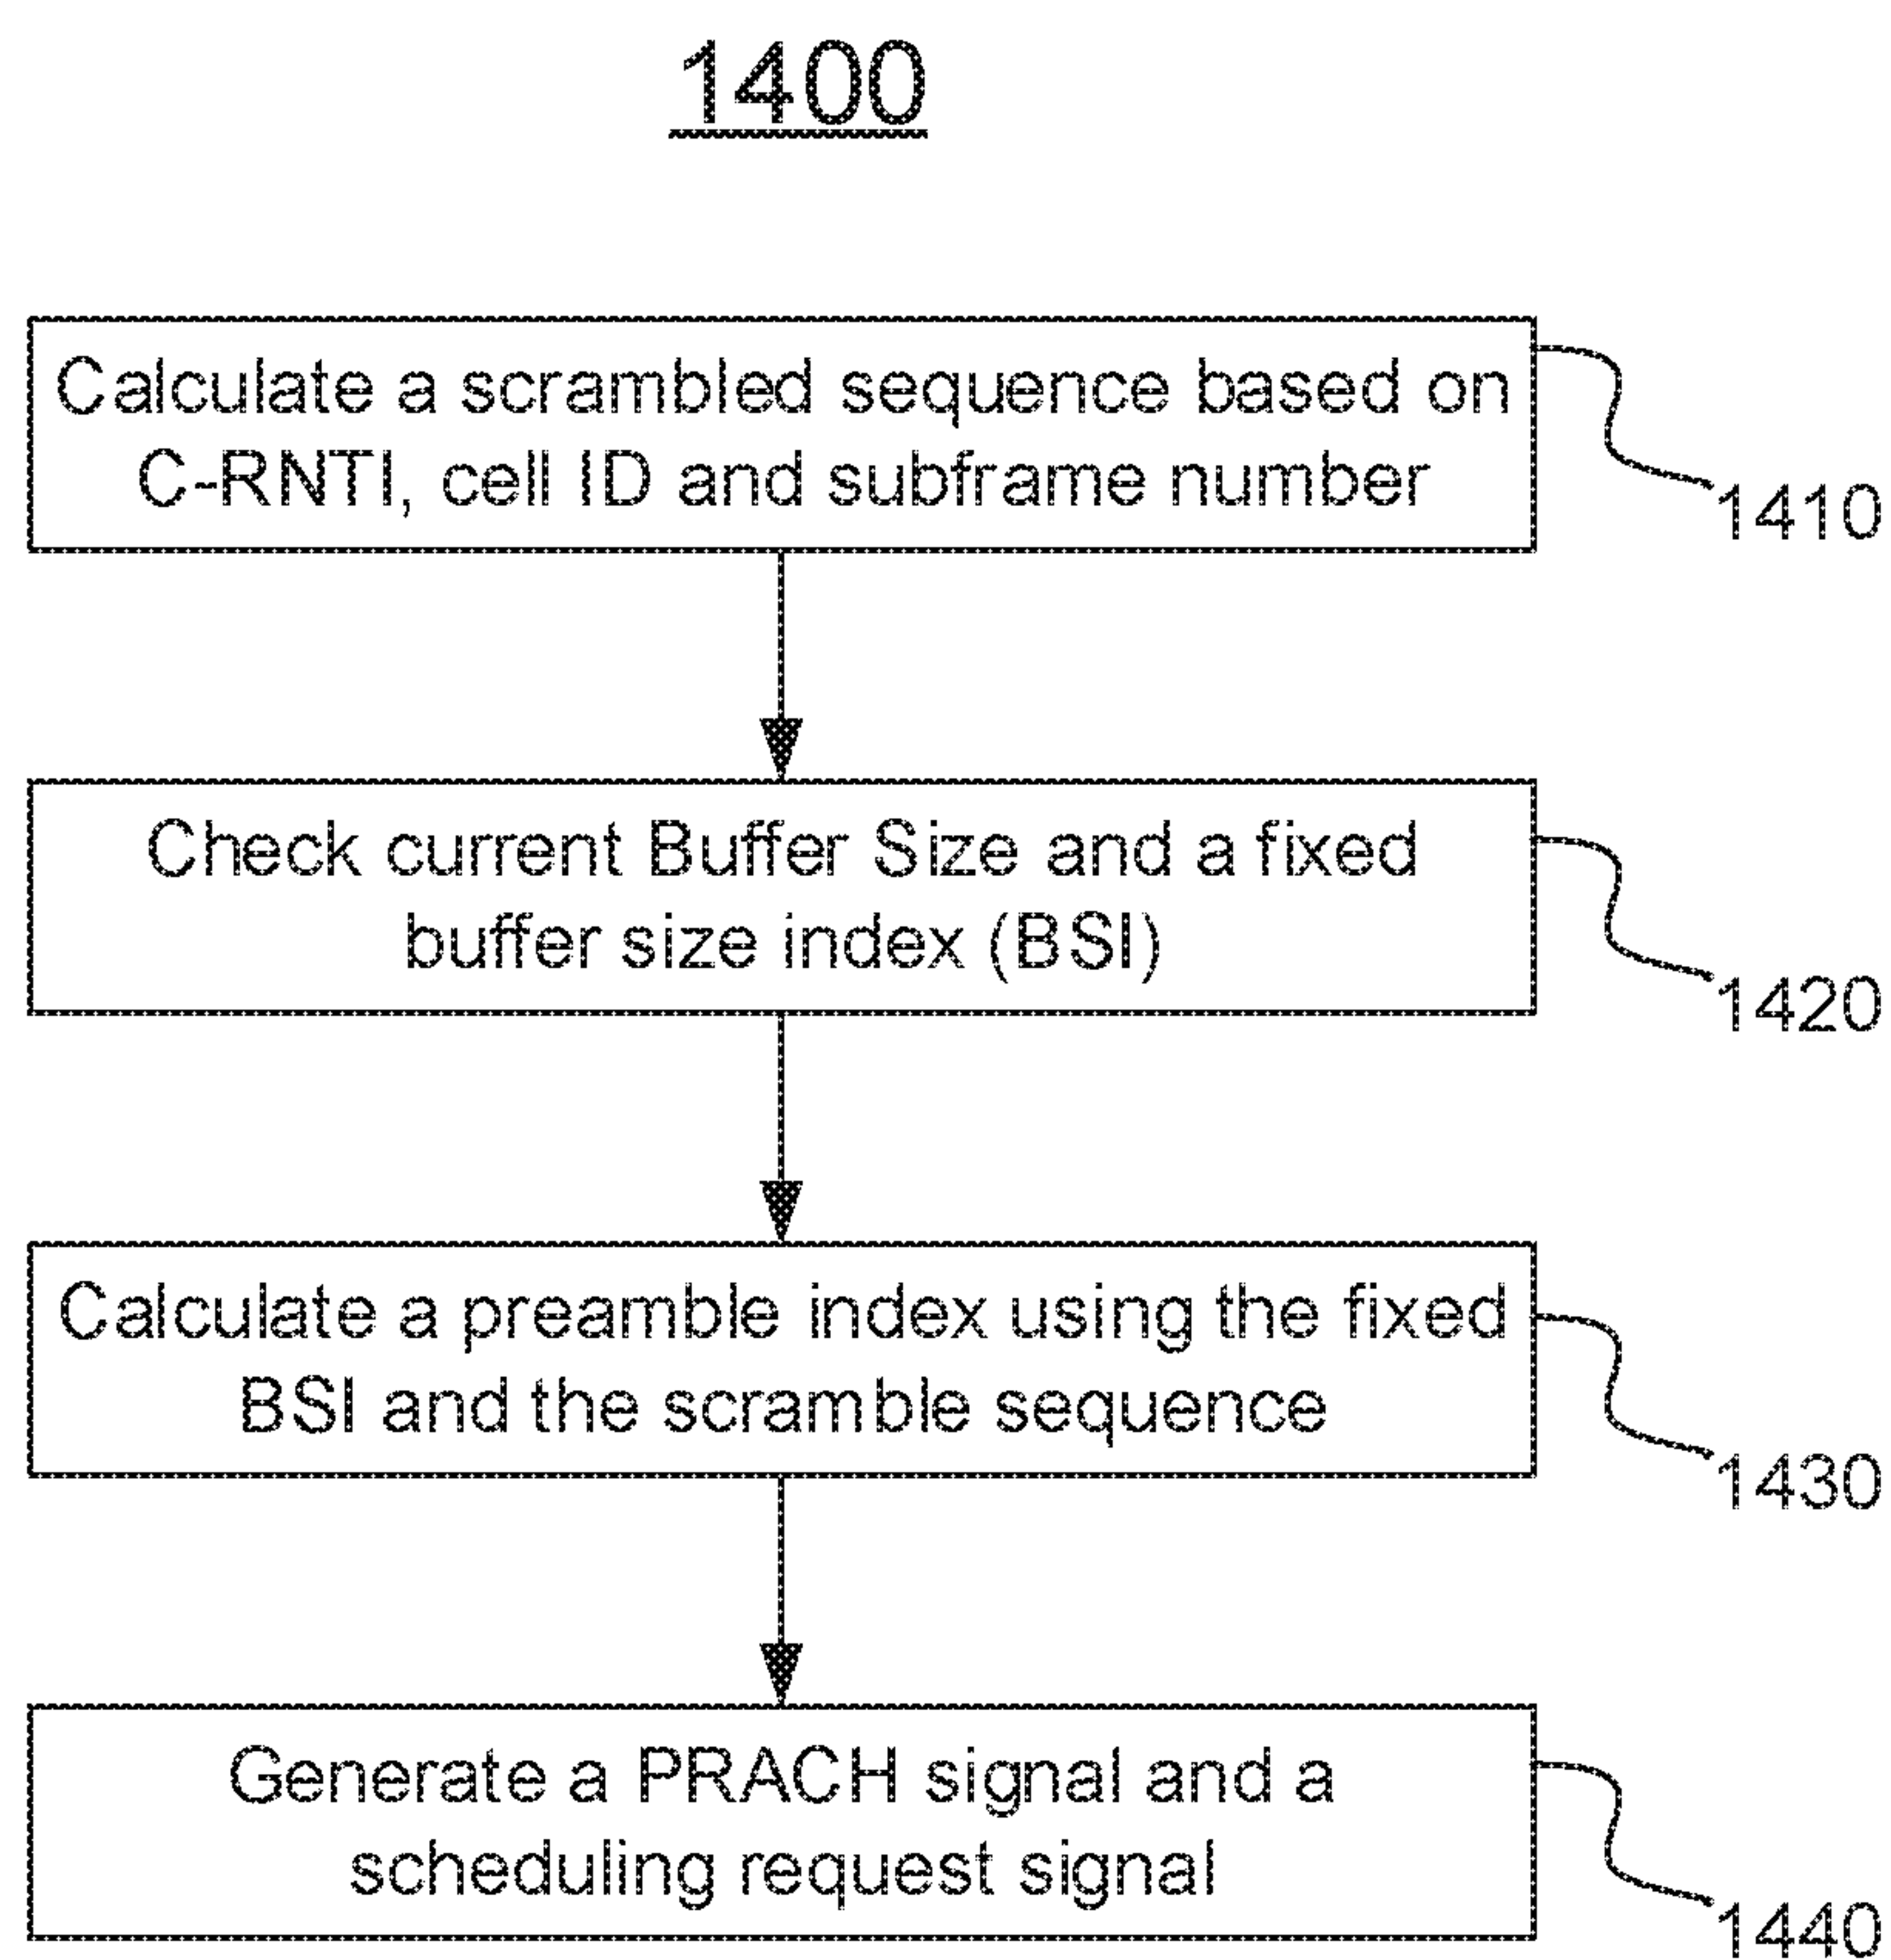 1400
Calculate a scrambled sequence based on
C-RNTI, cell ID and subframe number
1410
Check current Buffer Size and a fixed
buffer size index (BSI)
1420
Calculate a preamble index using the fixed
BSI and the scramble sequence
1430
Generate a PRACH signal and a
scheduling request signal
1440